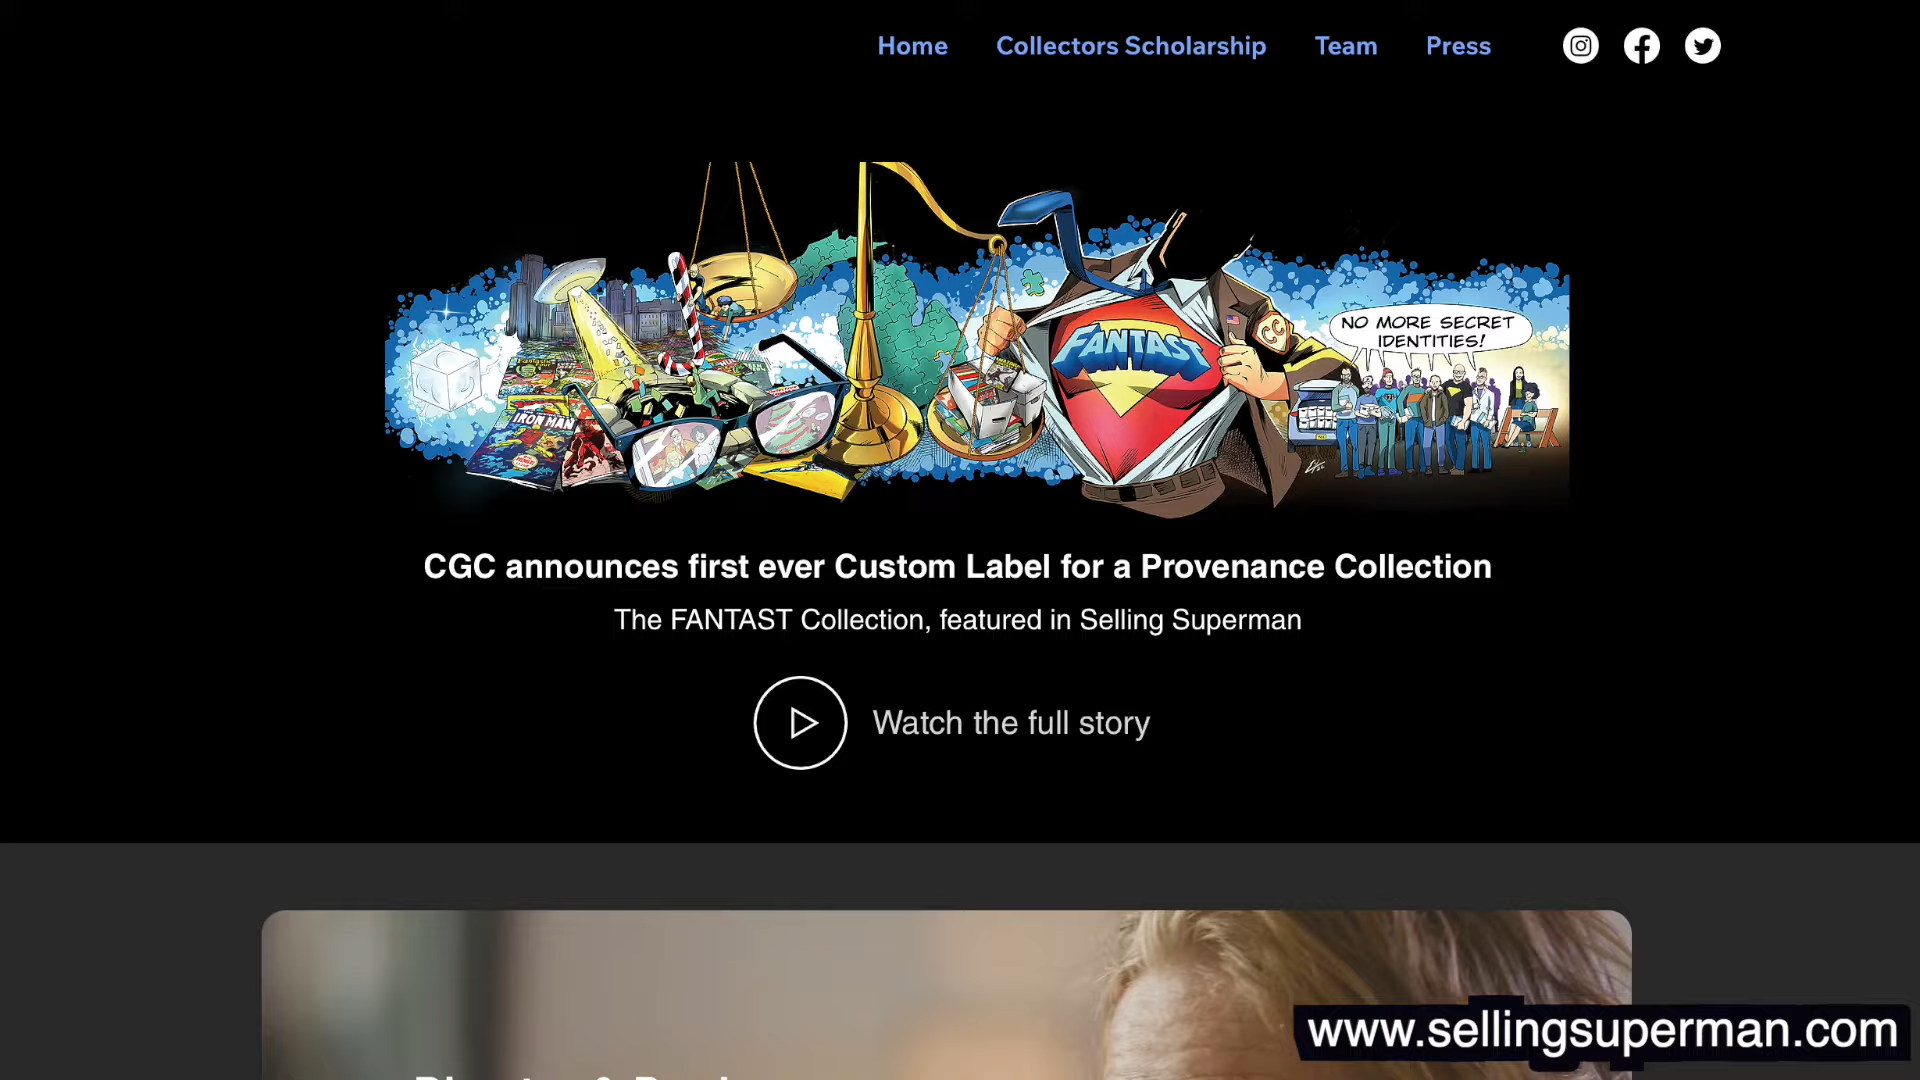 Home Collectors Scholarship Team Press
IRON MAN
FANTAST
CC
NO MORE SECRET
IDENTITIES!
CGC announces first ever Custom Label for a Provenance Collection
The FANTAST Collection, featured in Selling Superman
Watch the full story
www.sellingsuperman.com